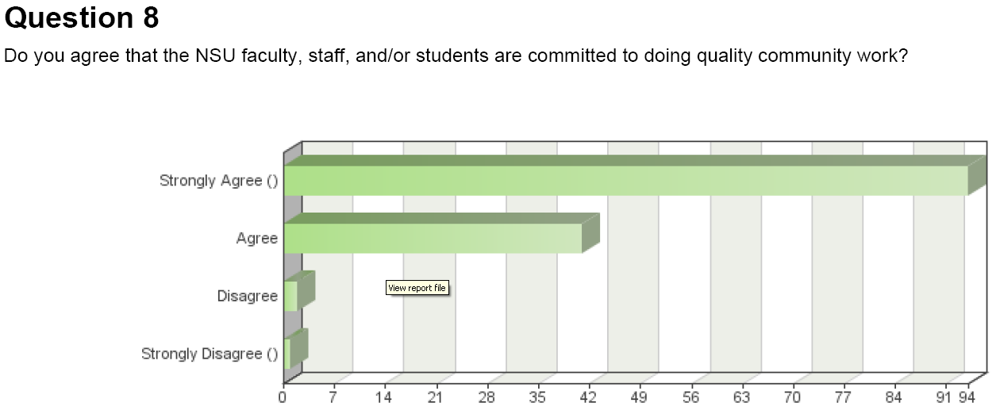 Question 8
Do you agree that the NSU faculty, staff, and/or students are committed to doing quality community work?
Strongly Agree ()
Agree
View report file
Disagree
Strongly Disagree ()
0 7 14 21 28 35 42 49 56 63 70 77 84 91 94